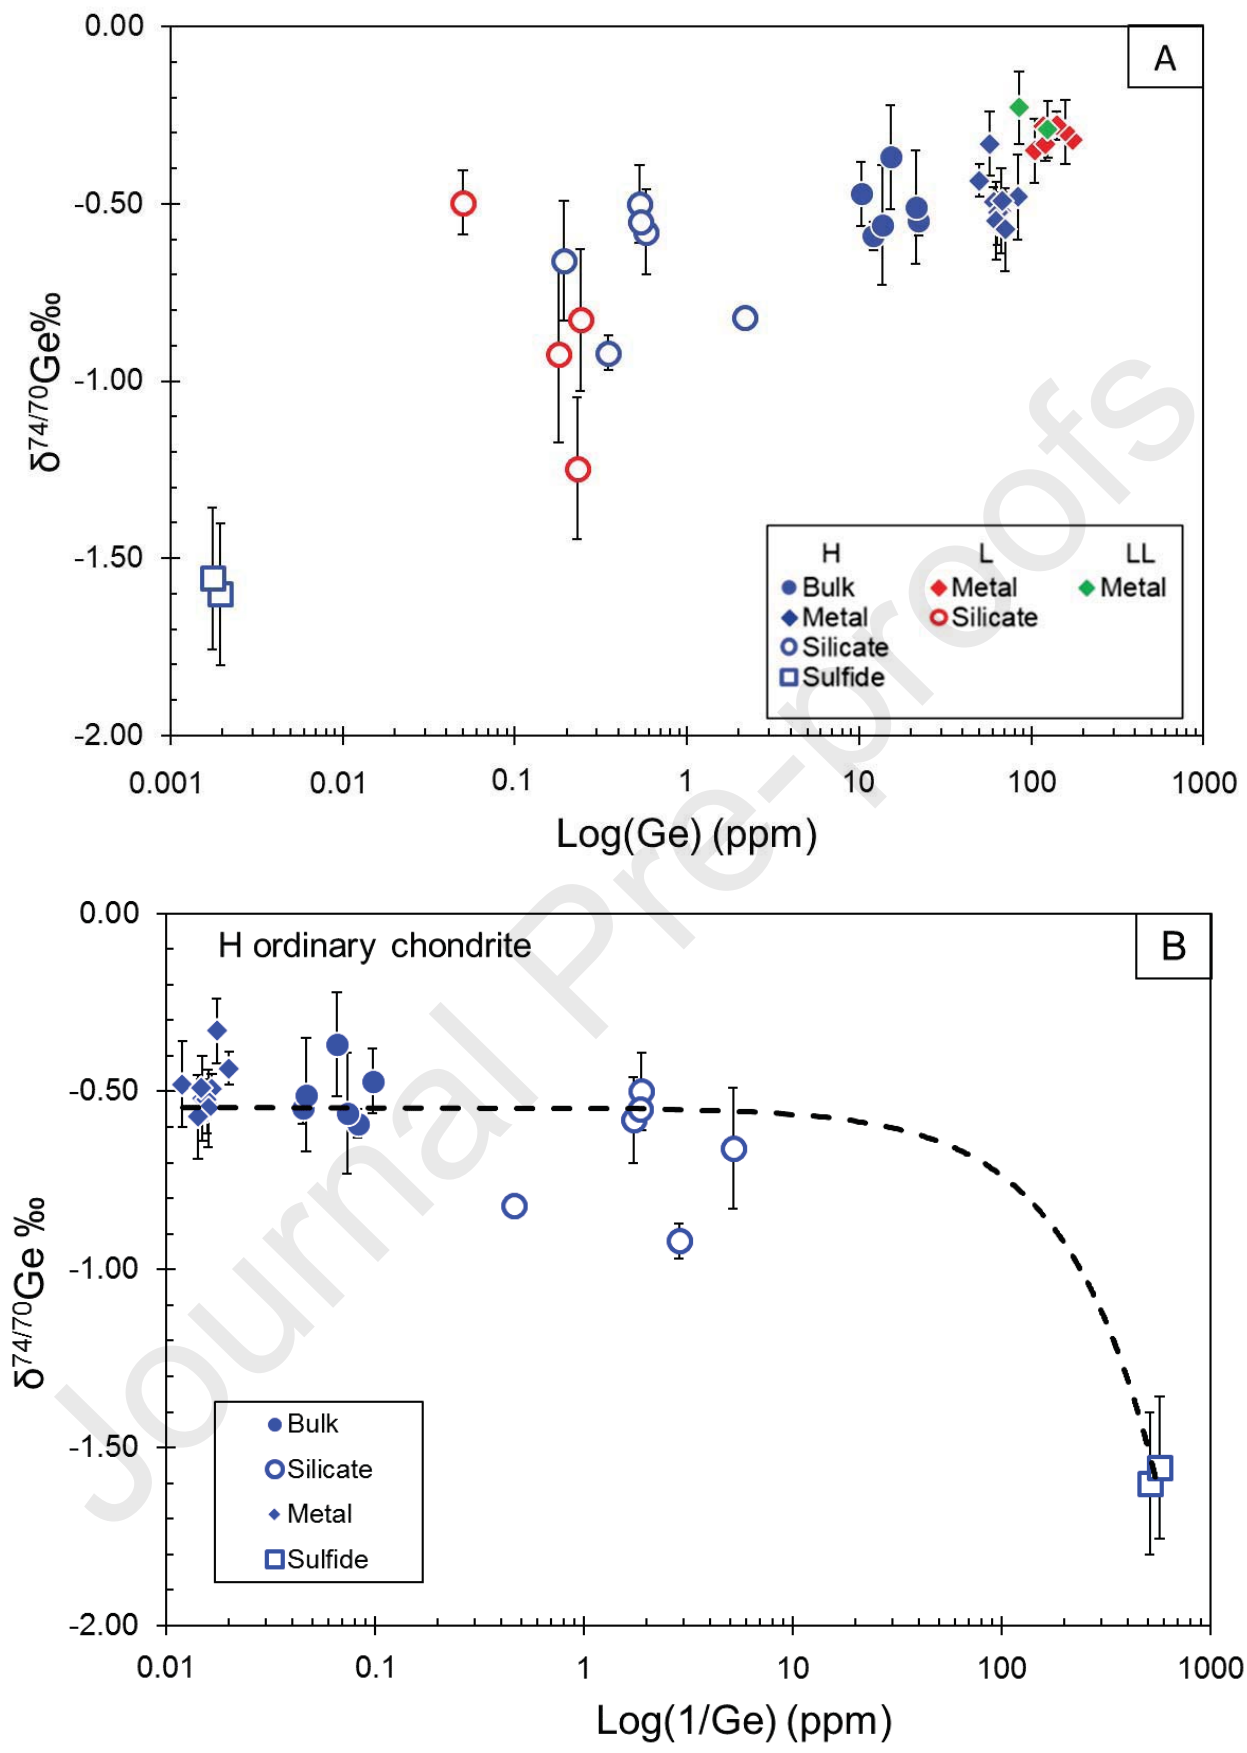 A
0.00
-0.50
-1.00
-1.50
-2.00
δ74/70Ge‰
H L LL
Bulk Metal Metal
Metal Silicate
Silicate
Sulfide
0.001 0.01 0.1 1 10 100 1000
Log(Ge) (ppm)
Journal Pre-proofs
B
H ordinary chondrite
0.00
-0.50
-1.00
-1.50
-2.00
δ74/70Ge ‰
Bulk
Silicate
Metal
Sulfide
0.01 0.1 1 10 100 1000
Log(1/Ge) (ppm)